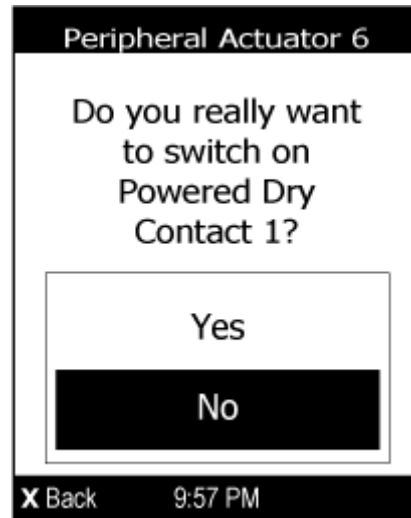 Peripheral Actuator 6
Do you really want
to switch on
Powered Dry
Contact 1?
Yes
No
X Back 9:57 PM